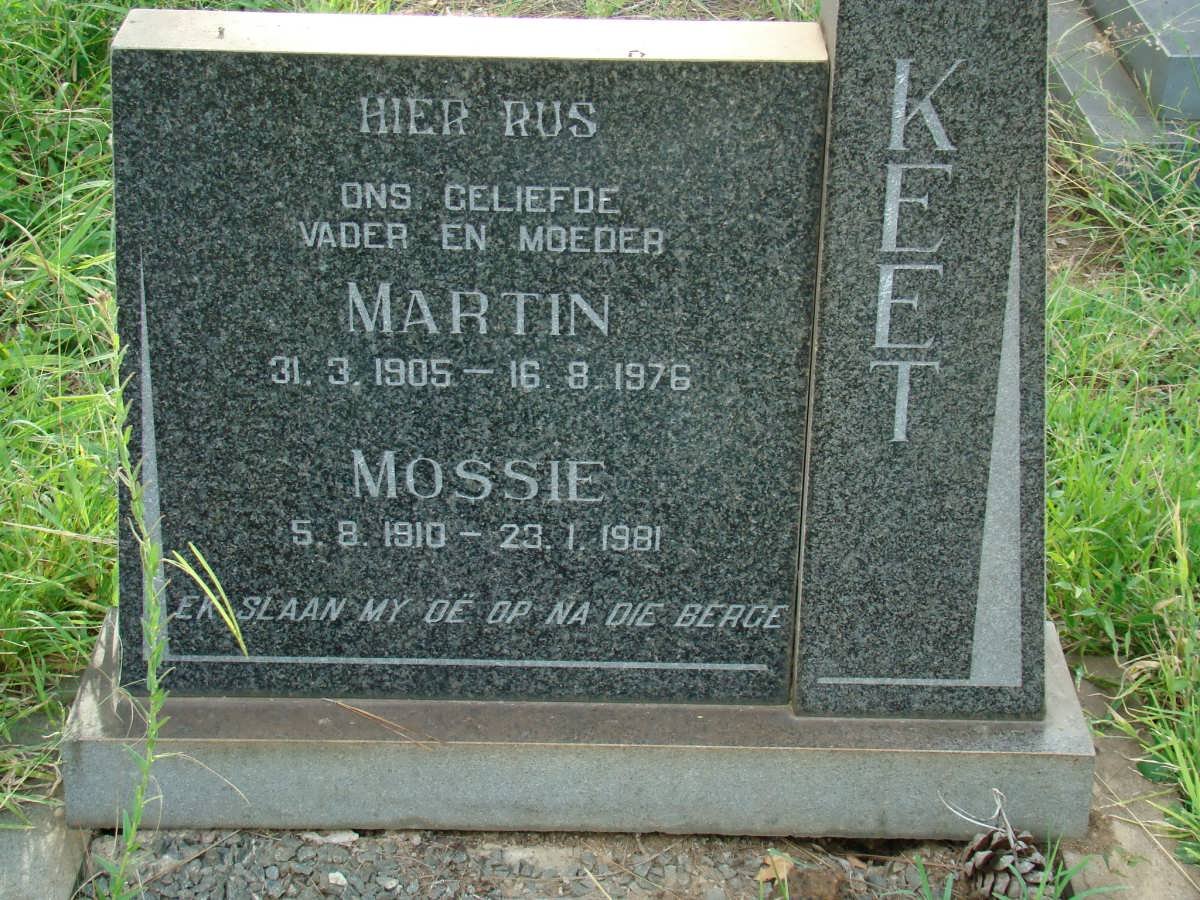 HIER RUS
ONS GELIEFDE
VADER EN MOEDER
MARTIN
31. 3. 1905 – 16. 8. 1976
MOSSIE
5. 8. 1910 – 23. 1. 1981
EK SLAAN MY OË OP NA DIE BERGE
KEET